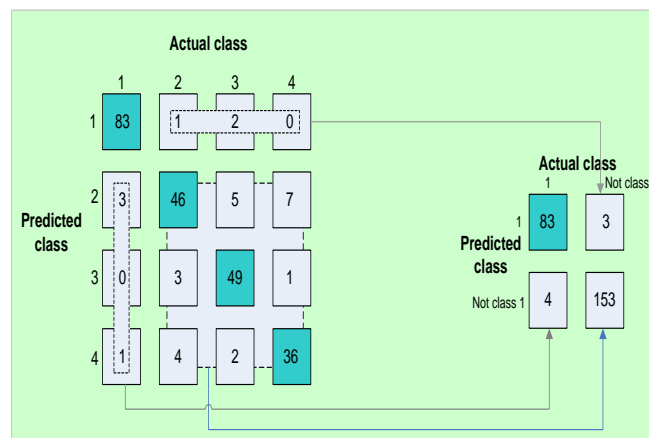 Actual class
1 2 3 4
1 83 1 2 0
2 3 46 5 7
Predicted
class
3 0 3 49 1
4 1 4 2 36
Actual class
1 Not class
1 83 3
Predicted
class
Not class 1 4 153